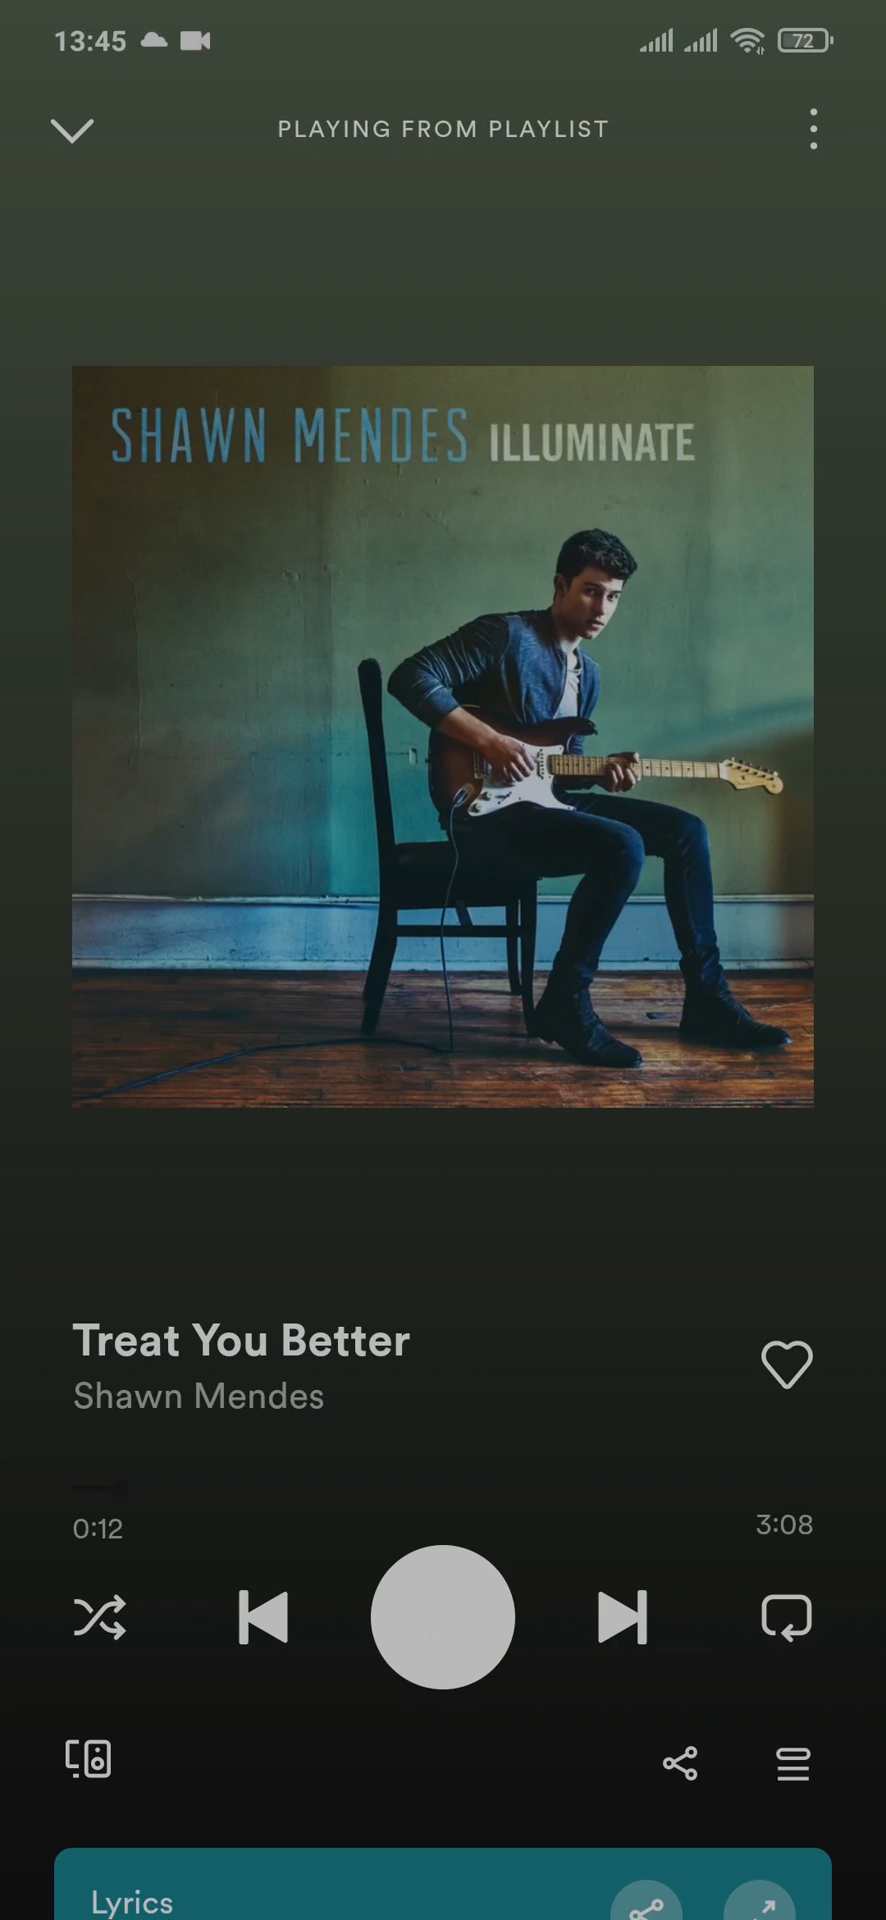 13:45
72
PLAYING FROM PLAYLIST
SHAWN MENDES ILLUMINATE
Treat You Better
Shawn Mendes
0:12
3:08
Lyrics